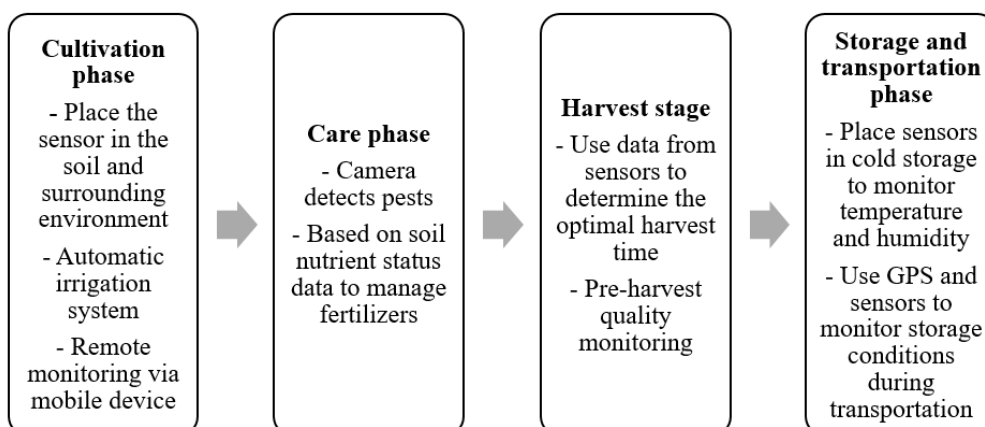 Cultivation
phase
- Place the
sensor in the
soil and
surrounding
environment
- Automatic
irrigation
system
- Remote
monitoring via
mobile device
Care phase
- Camera
detects pests
- Based on soil
nutrient status
data to manage
fertilizers
Harvest stage
- Use data from
sensors to
determine the
optimal harvest
time
- Pre-harvest
quality
monitoring
Storage and
transportation
phase
- Place sensors
in cold storage
to monitor
temperature
and humidity
- Use GPS and
sensors to
monitor storage
conditions
during
transportation